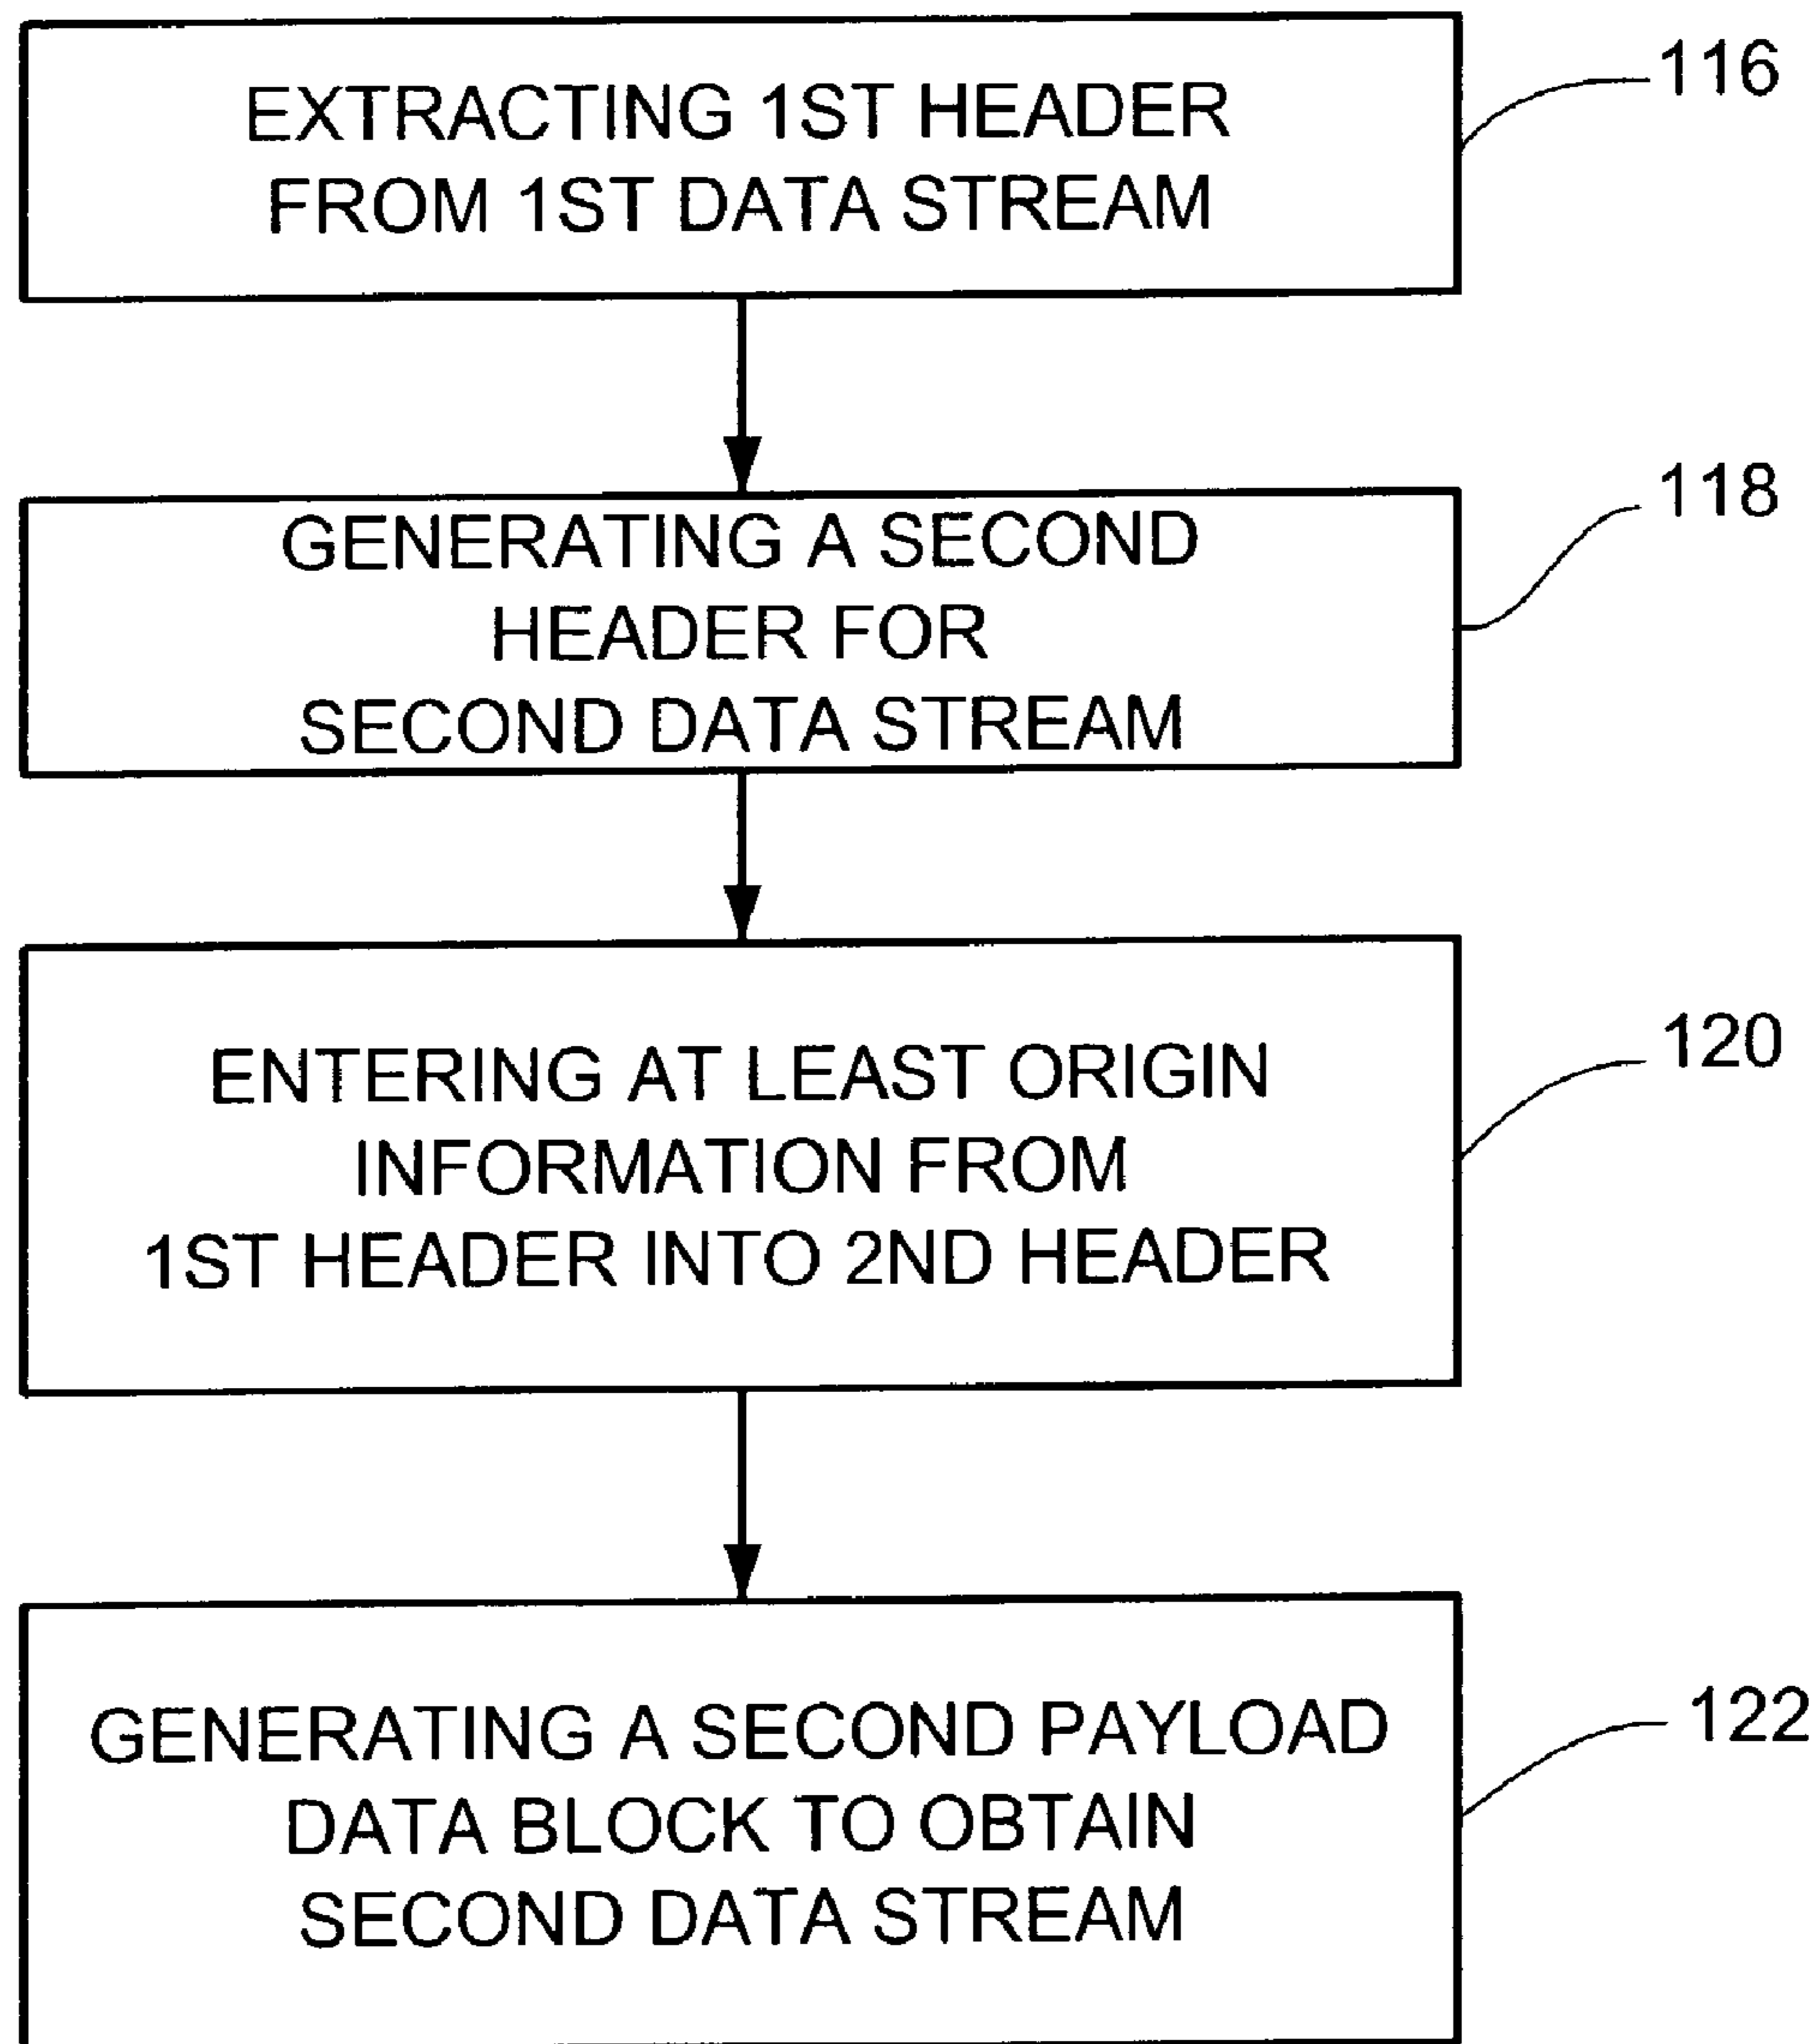 EXTRACTING 1ST HEADER
FROM 1ST DATA STREAM
116
GENERATING A SECOND
HEADER FOR
SECOND DATA STREAM
118
ENTERING AT LEAST ORIGIN
INFORMATION FROM
1ST HEADER INTO 2ND HEADER
120
GENERATING A SECOND PAYLOAD
DATA BLOCK TO OBTAIN
SECOND DATA STREAM
122